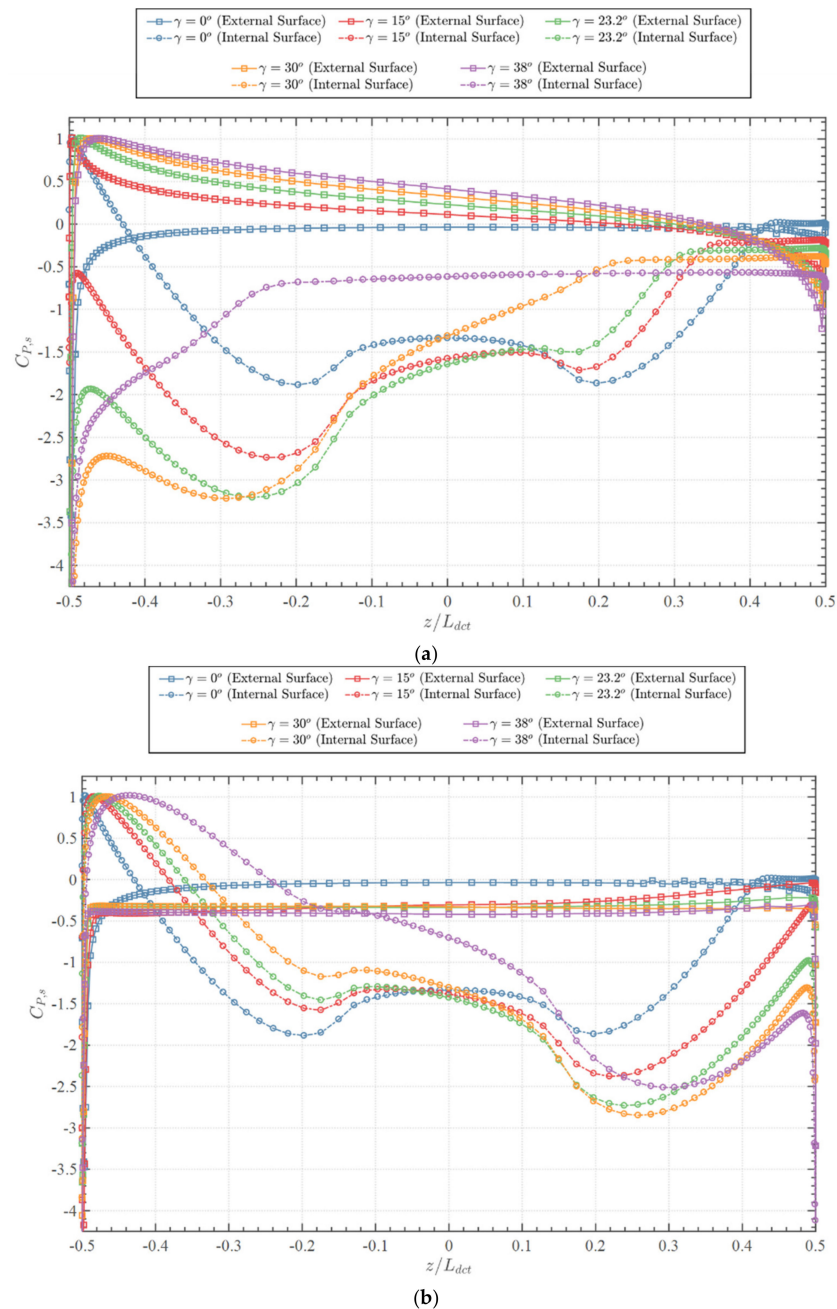 γ = 0° (External Surface) γ = 15° (External Surface) γ = 23.2° (External Surface)
γ = 0° (Internal Surface) γ = 15° (Internal Surface) γ = 23.2° (Internal Surface)
γ = 30° (External Surface) γ = 38° (External Surface)
γ = 30° (Internal Surface) γ = 38° (Internal Surface)
1
0.5
0
-0.5
-1
-1.5
-2
-2.5
-3
-3.5
-4
C_{P,s}
-0.5 -0.4 -0.3 -0.2 -0.1 0 0.1 0.2 0.3 0.4 0.5
z/L_{dct}
(a)
γ = 0° (External Surface) γ = 15° (External Surface) γ = 23.2° (External Surface)
γ = 0° (Internal Surface) γ = 15° (Internal Surface) γ = 23.2° (Internal Surface)
γ = 30° (External Surface) γ = 38° (External Surface)
γ = 30° (Internal Surface) γ = 38° (Internal Surface)
1
0.5
0
-0.5
-1
-1.5
-2
-2.5
-3
-3.5
-4
C_{P,s}
-0.5 -0.4 -0.3 -0.2 -0.1 0 0.1 0.2 0.3 0.4 0.5
z/L_{dct}
(b)